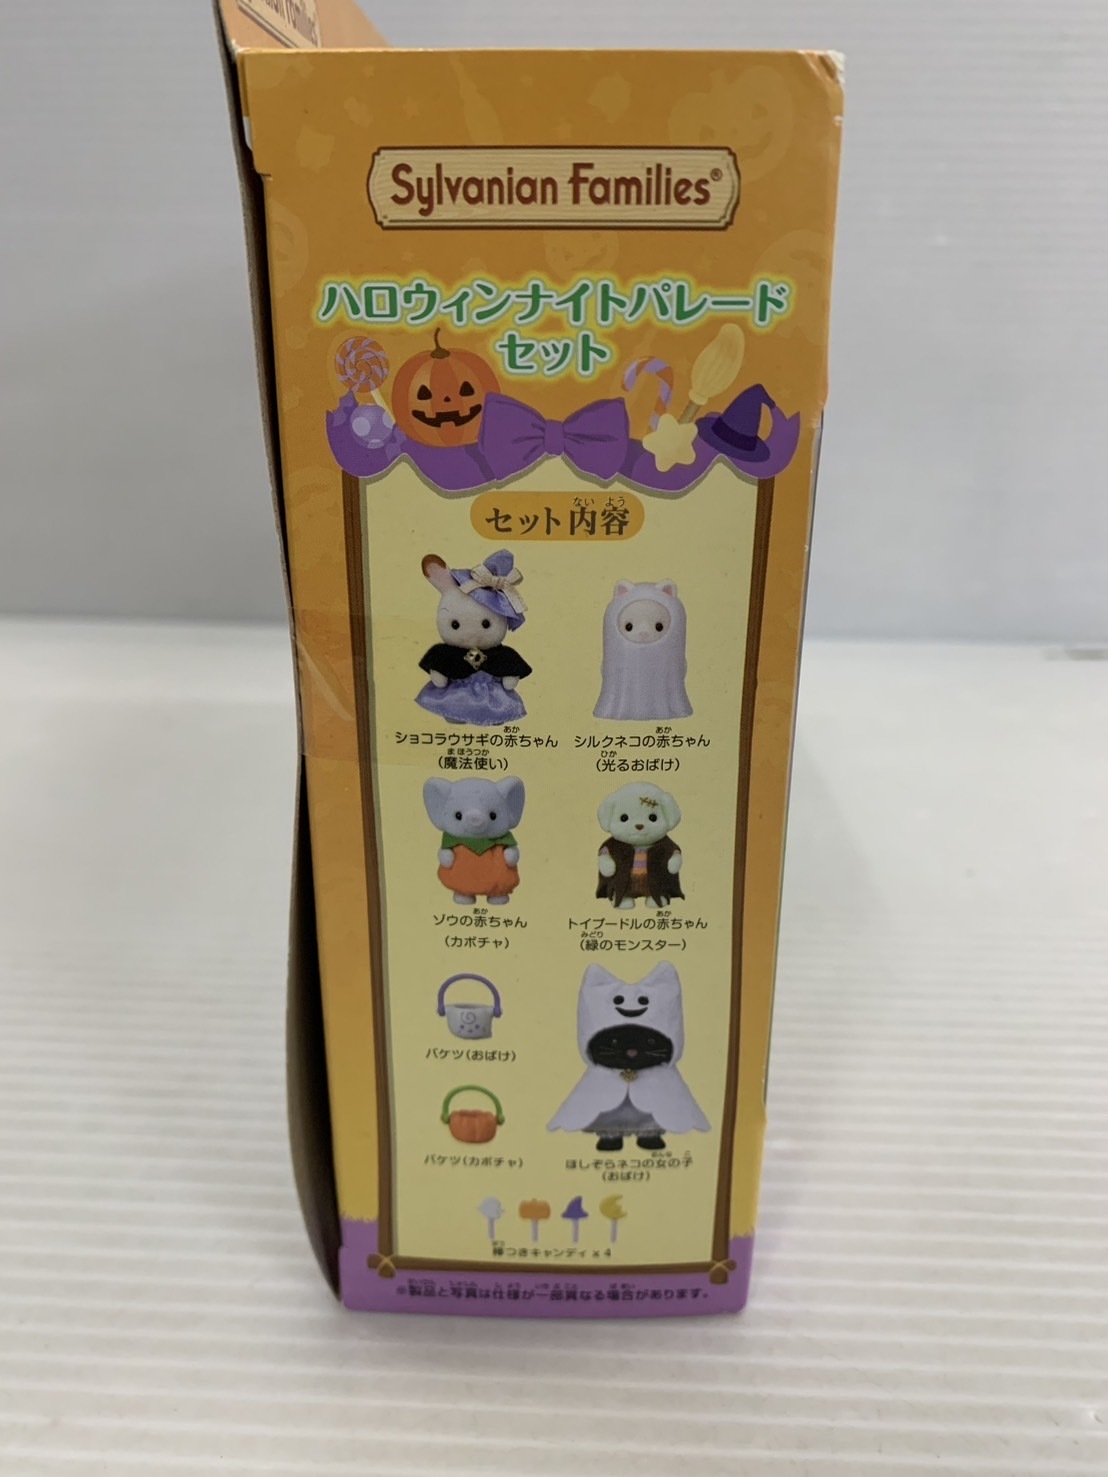 Sylvanian Families®
ハロウィンナイトパレード
セット
セット内容
ショコラウサギの赤ちゃん
(魔法使い)
シルクネコの赤ちゃん
(光るおばけ)
ゾウの赤ちゃん
(カボチャ)
トイプードルの赤ちゃん
(緑のモンスター)
バケツ(おばけ)
バケツ(カボチャ)
ほしぞらネコの女の子
(おばけ)
棒つきキャンディ x 4
※製品と写真は仕様が一部異なる場合があります。